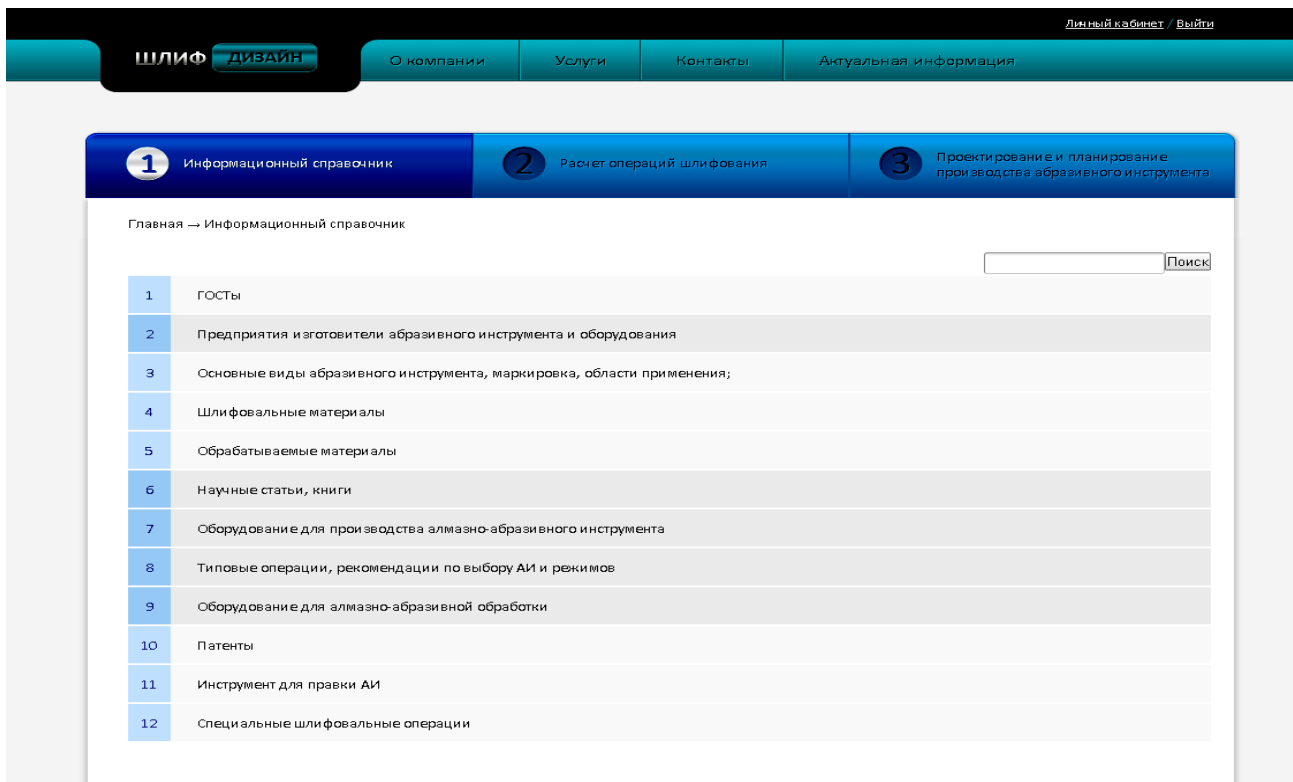 Личный кабинет / Выйти
ШЛИФ ДИЗАЙН
О компании
Услуги
Контакты
Актуальная информация
1 Информационный справочник
2 Расчет операций шлифования
3 Проектирование и планирование
производства абразивного инструмента
Главная → Информационный справочник
Поиск
1 ГОСТы
2 Предприятия изготовители абразивного инструмента и оборудования
3 Основные виды абразивного инструмента, маркировка, области применения;
4 Шлифовальные материалы
5 Обрабатываемые материалы
6 Научные статьи, книги
7 Оборудование для производства алмазно-абразивного инструмента
8 Типовые операции, рекомендации по выбору АИ и режимов
9 Оборудование для алмазно-абразивной обработки
10 Патенты
11 Инструмент для правки АИ
12 Специальные шлифовальные операции